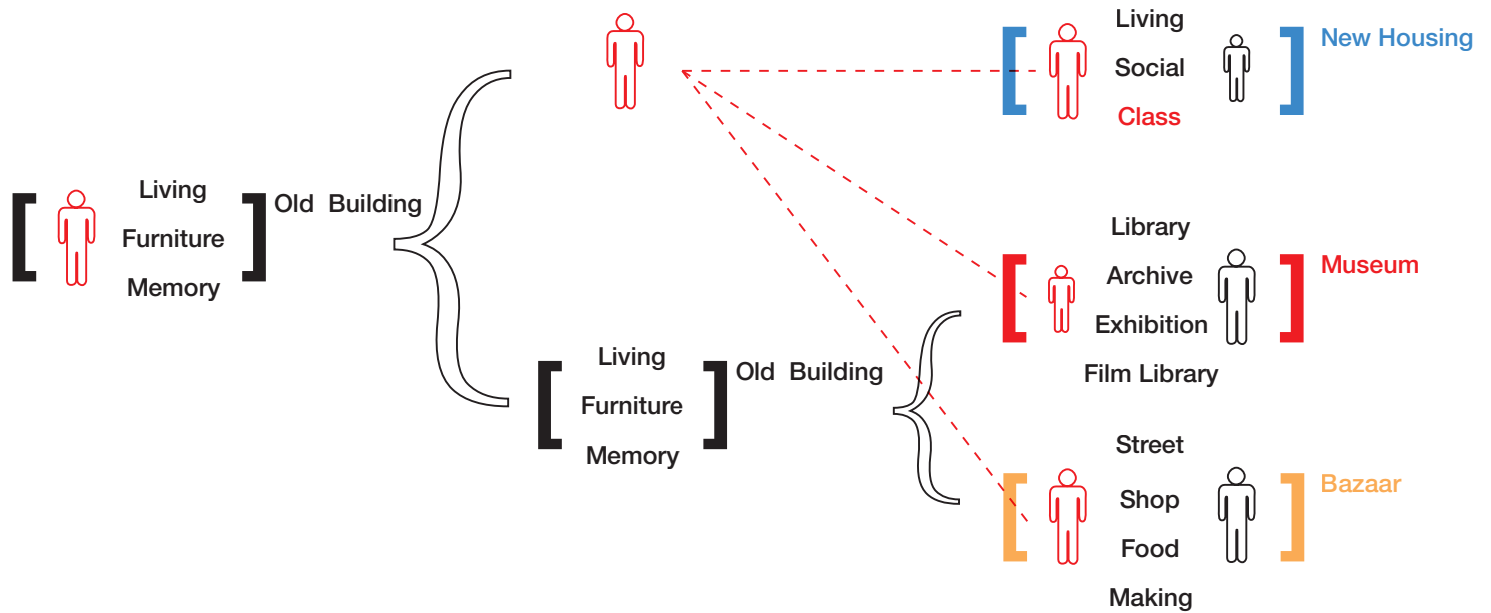 Living
Furniture
Memory
Old Building
Living
Furniture
Memory
Old Building
Living
Social
Class
New Housing
Library
Archive
Exhibition
Film Library
Museum
Street
Shop
Food
Making
Bazaar